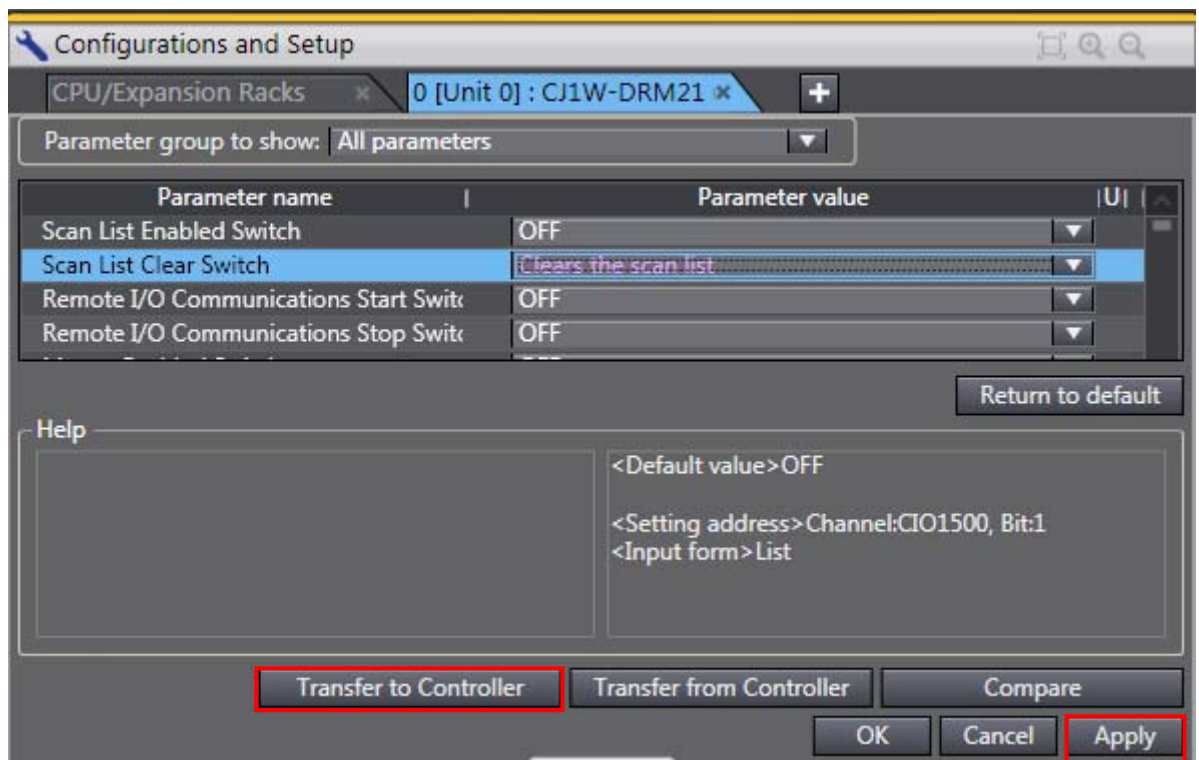 Configurations and Setup
CPU/Expansion Racks
0 [Unit 0] : CJ1W-DRM21
Parameter group to show: All parameters
Parameter name | Parameter value |U|
Scan List Enabled Switch OFF
Scan List Clear Switch Clears the scan list
Remote I/O Communications Start Switc OFF
Remote I/O Communications Stop Switc OFF
Return to default
Help
<Default value>OFF
<Setting address>Channel:CIO1500, Bit:1
<Input form>List
Transfer to Controller Transfer from Controller Compare
OK Cancel Apply